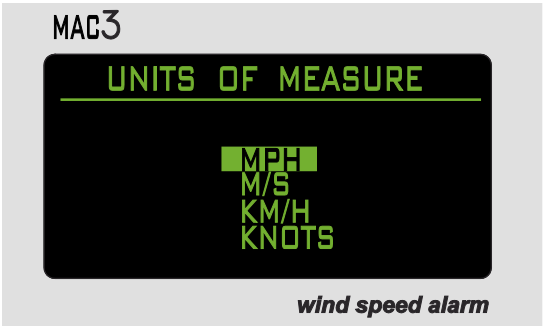 MAC3
UNITS OF MEASURE
MPH
M/S
KM/H
KNOTS
wind speed alarm